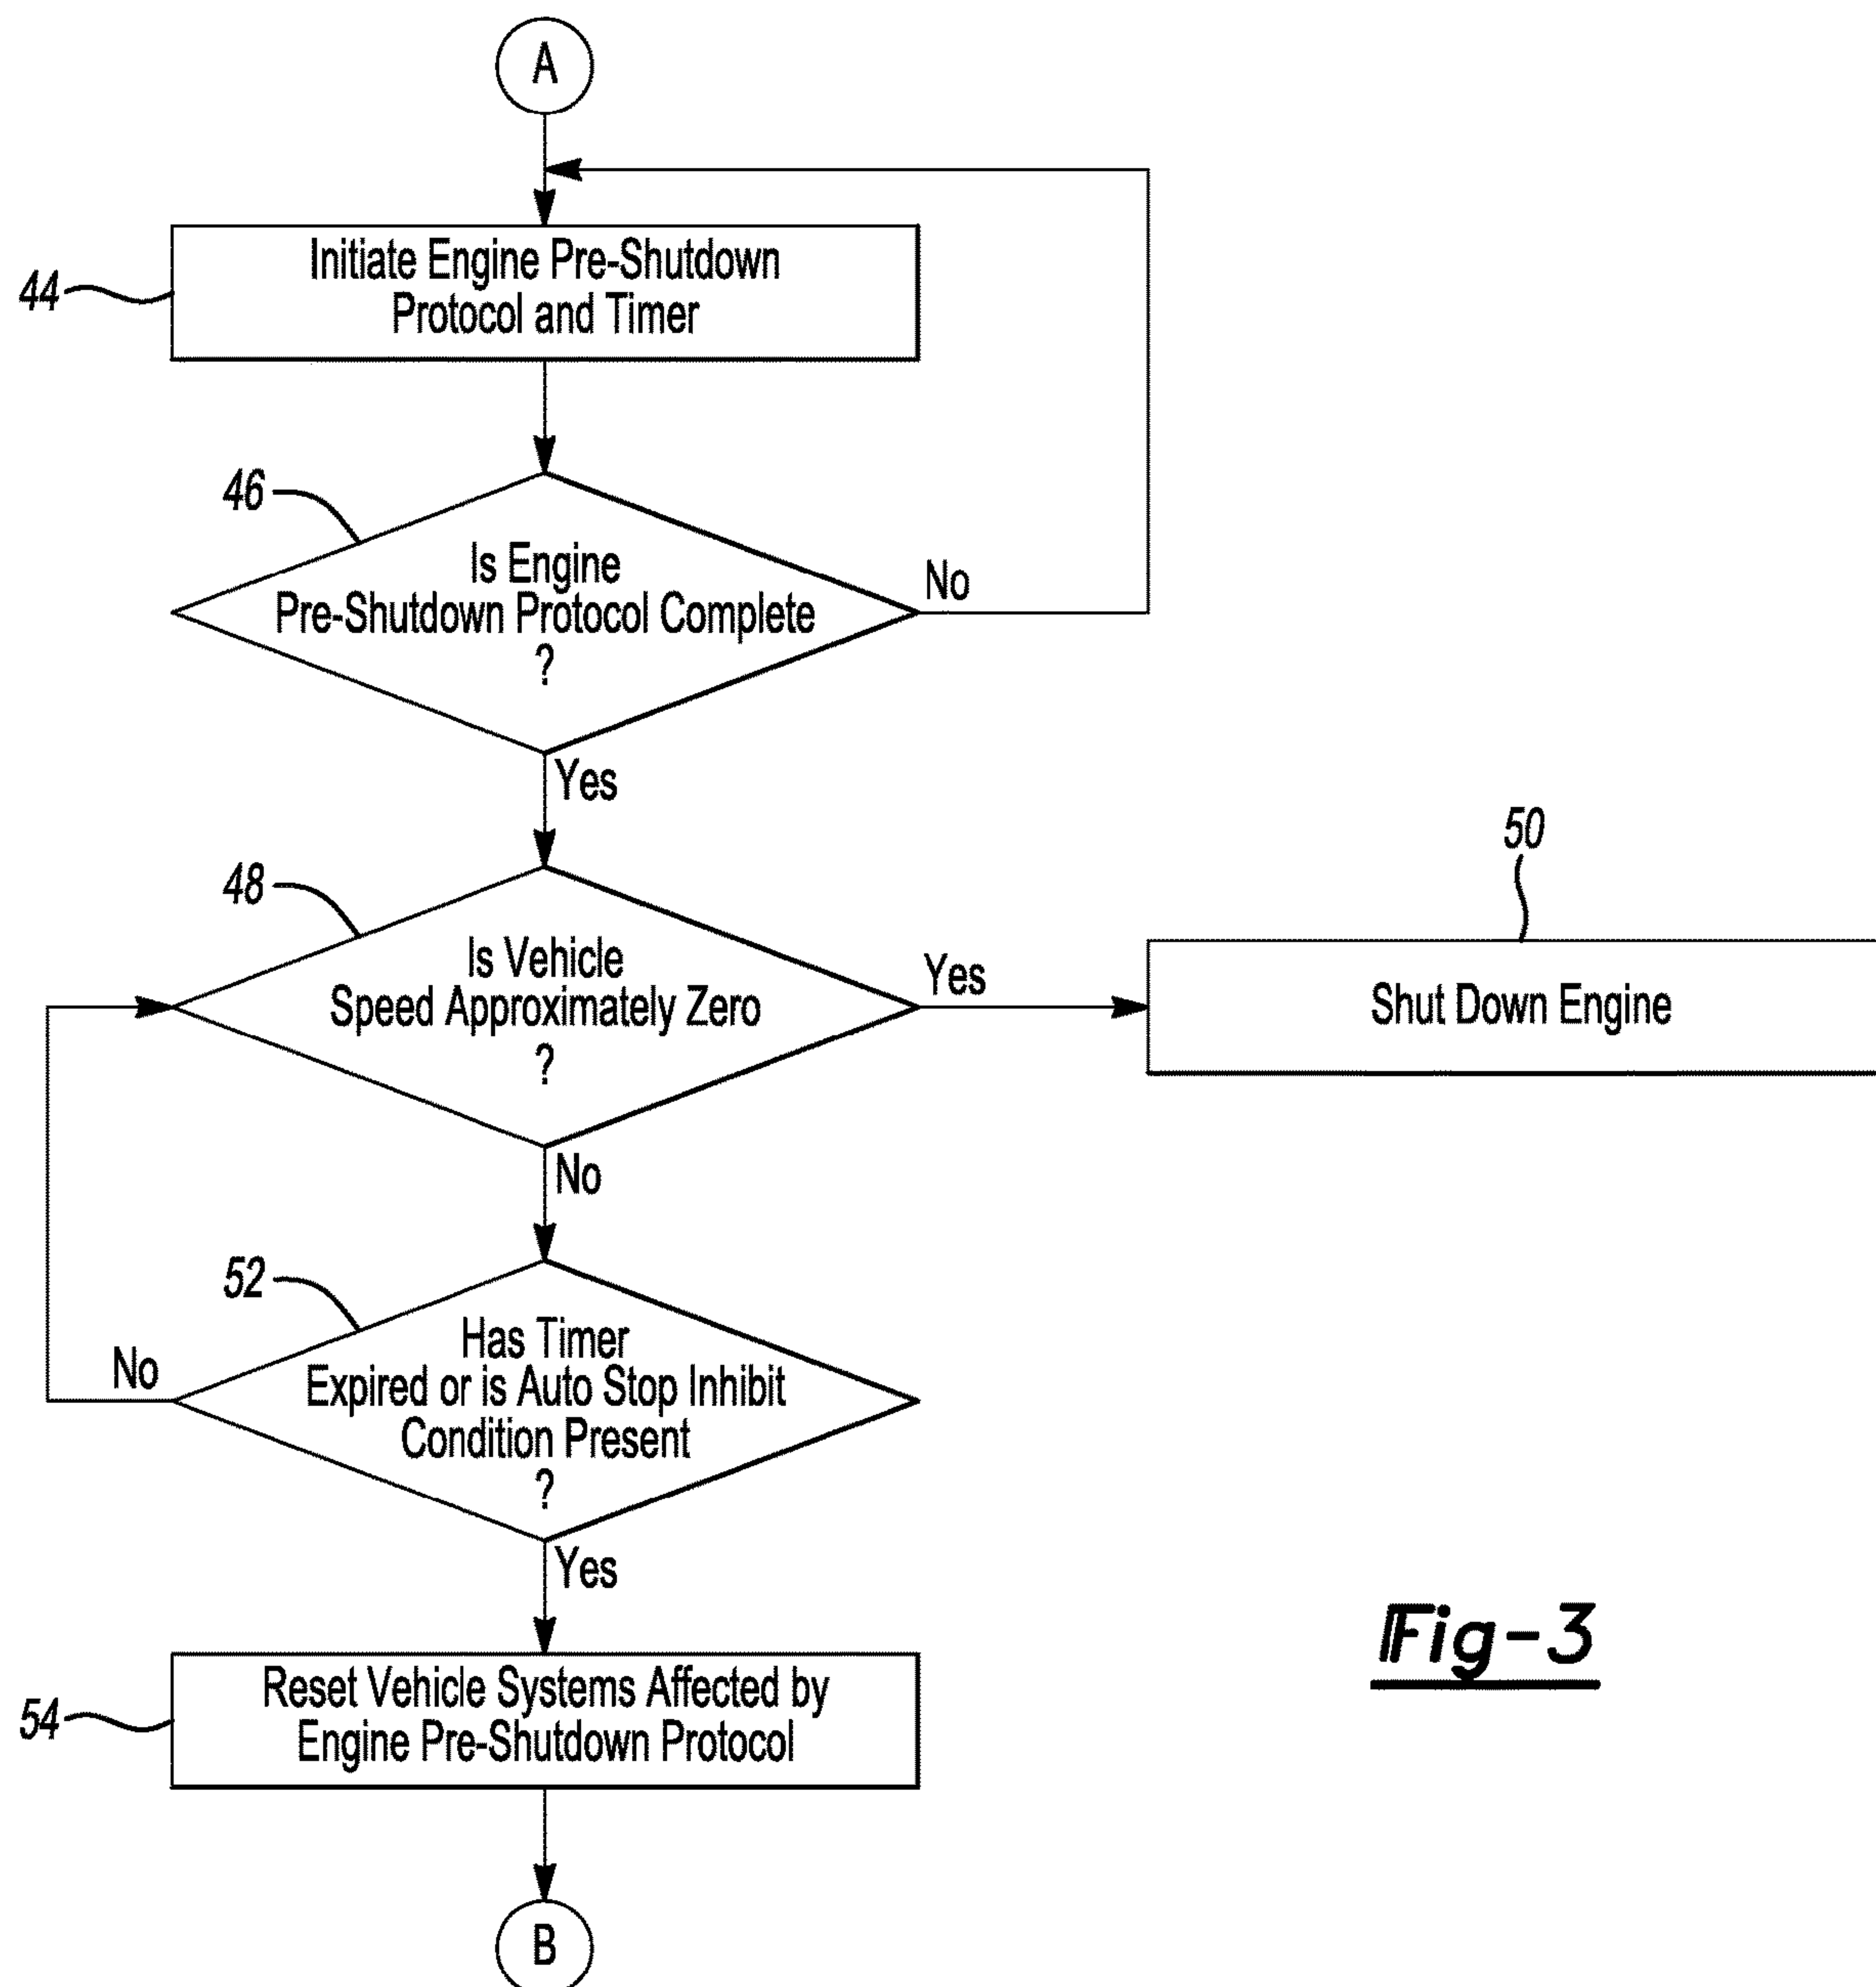 A
44
Initiate Engine Pre-Shutdown
Protocol and Timer
46
Is Engine
Pre-Shutdown Protocol Complete
?
No
Yes
48
Is Vehicle
Speed Approximately Zero
?
Yes
50
Shut Down Engine
No
52
Has Timer
Expired or is Auto Stop Inhibit
Condition Present
?
No
Yes
54
Reset Vehicle Systems Affected by
Engine Pre-Shutdown Protocol
B
Fig-3